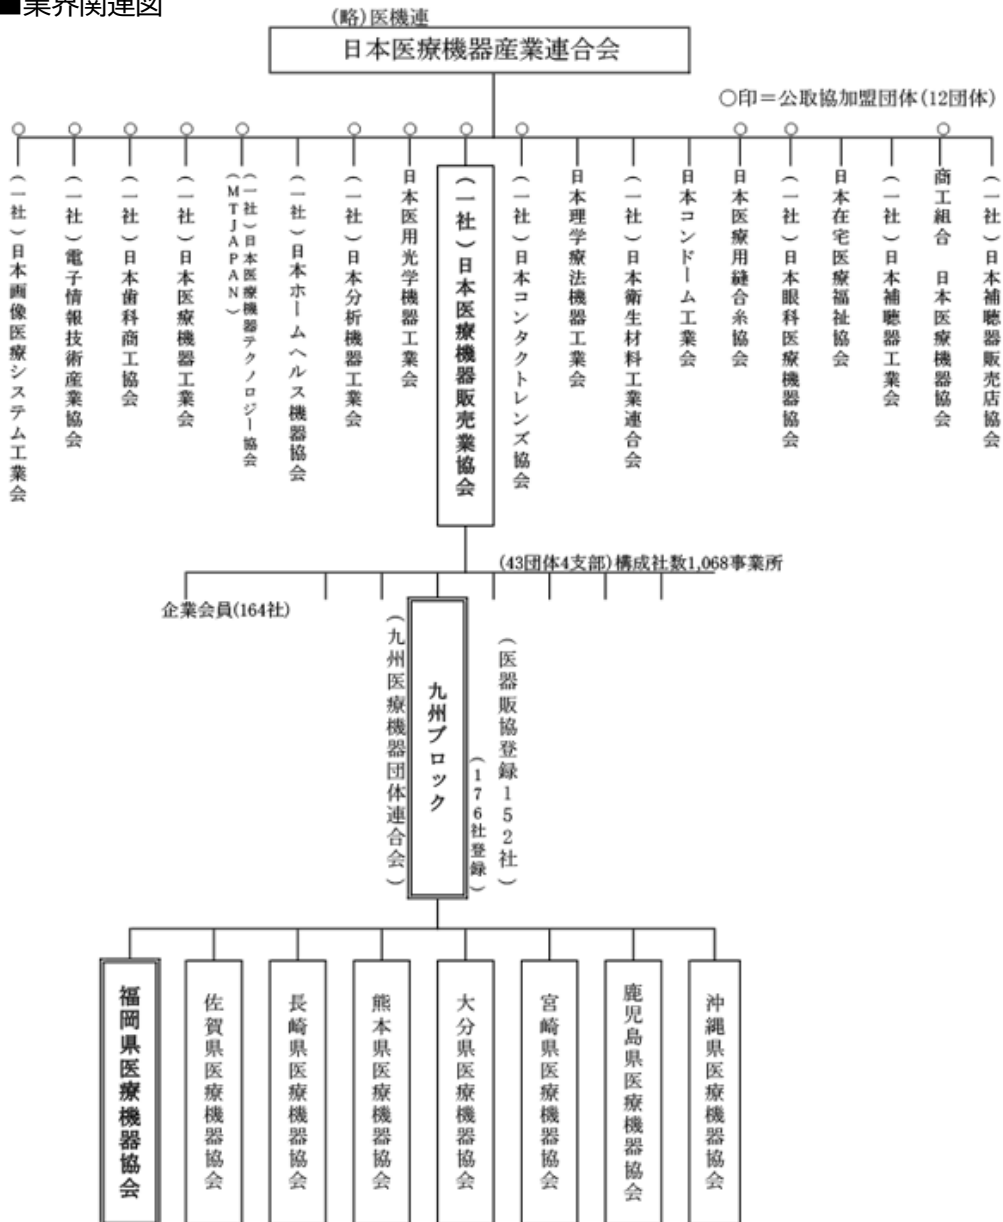 ■業界関連図
(略)医機連
日本医療機器産業連合会
○印＝公取協加盟団体(12団体)
(一社)日本画像医療システム工業会
(一社)電子情報技術産業協会
(一社)日本歯科商工協会
(一社)日本医療機器工業会
(一社)日本医療機器テクノロジー協会
(MTJAPAN)
(一社)日本ホームヘルス機器協会
(一社)日本分析機器工業会
日本医用光学機器工業会
(一社)日本医療機器販売業協会
(一社)日本コンタクトレンズ協会
日本理学療法機器工業会
(一社)日本衛生材料工業連合会
日本コンドーム工業会
日本医療用縫合糸協会
(一社)日本眼科医療機器協会
日本在宅医療福祉協会
(一社)日本補聴器工業会
商工組合　日本医療機器協会
(一社)日本補聴器販売店協会
(43団体4支部)構成社数1,068事業所
企業会員(164社)
(九州医療機器団体連合会)
九州ブロック
(176社登録)
(医器販協登録152社)
福岡県医療機器協会
佐賀県医療機器協会
長崎県医療機器協会
熊本県医療機器協会
大分県医療機器協会
宮崎県医療機器協会
鹿児島県医療機器協会
沖縄県医療機器協会